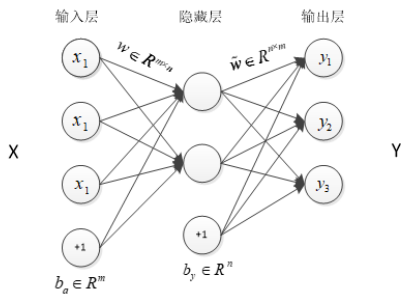 输入层 隐藏层 输出层
w ∈ R^{m×n}
w̃ ∈ R^{n×m}
x₁ y₁
x₁ y₂
X Y
x₁ y₃
+1 +1
b_a ∈ R^m b_y ∈ R^n